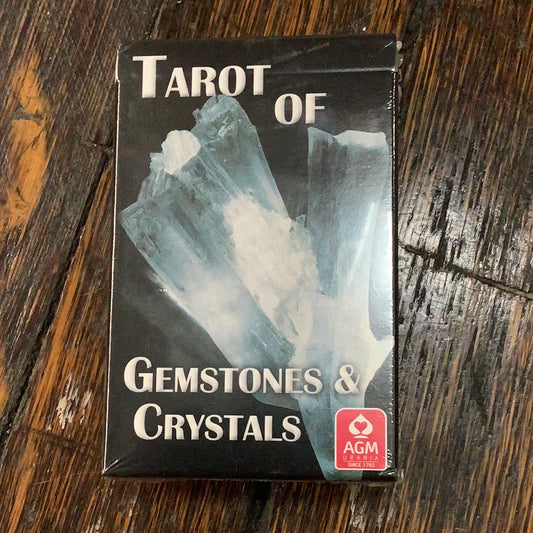 TAROT
OF
GEMSTONES &
CRYSTALS
AGM
URANIA
SINCE 1765